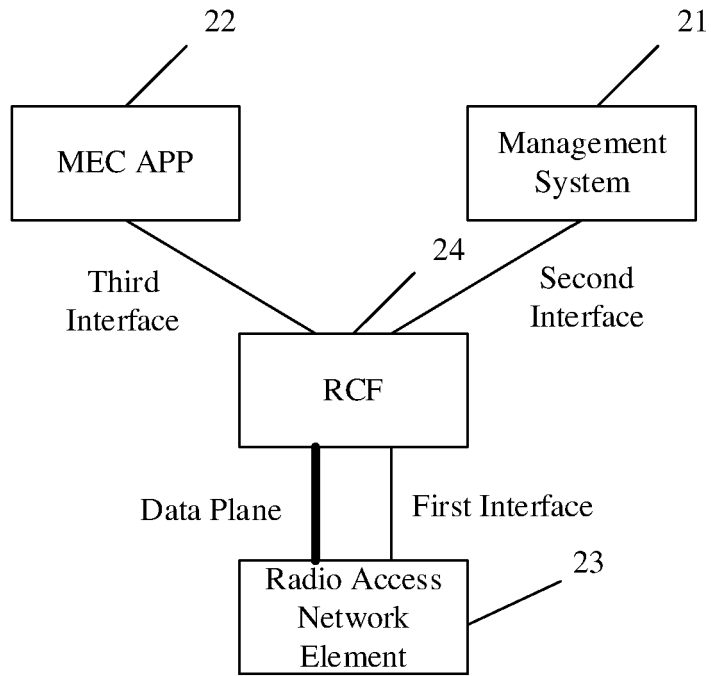 22
21
MEC APP
Management
System
24
Third
Interface
Second
Interface
RCF
Data Plane
First Interface
Radio Access
Network
Element
23